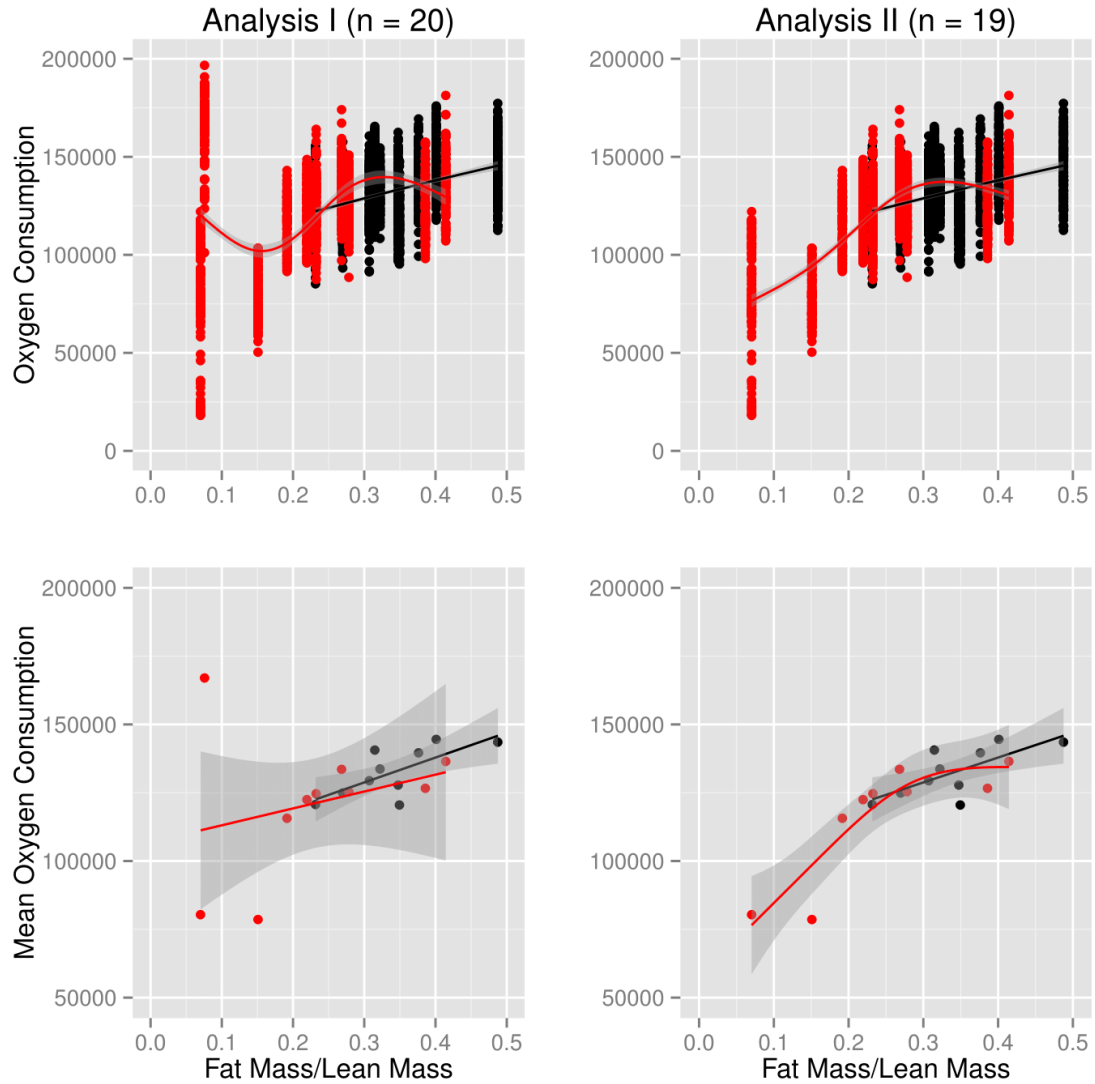 Analysis I (n = 20)
Analysis II (n = 19)
Oxygen Consumption
200000
150000
100000
50000
0
0.0 0.1 0.2 0.3 0.4 0.5
200000
150000
100000
50000
0
0.0 0.1 0.2 0.3 0.4 0.5
Mean Oxygen Consumption
200000
150000
100000
50000
0.0 0.1 0.2 0.3 0.4 0.5
Fat Mass/Lean Mass
200000
150000
100000
50000
0.0 0.1 0.2 0.3 0.4 0.5
Fat Mass/Lean Mass